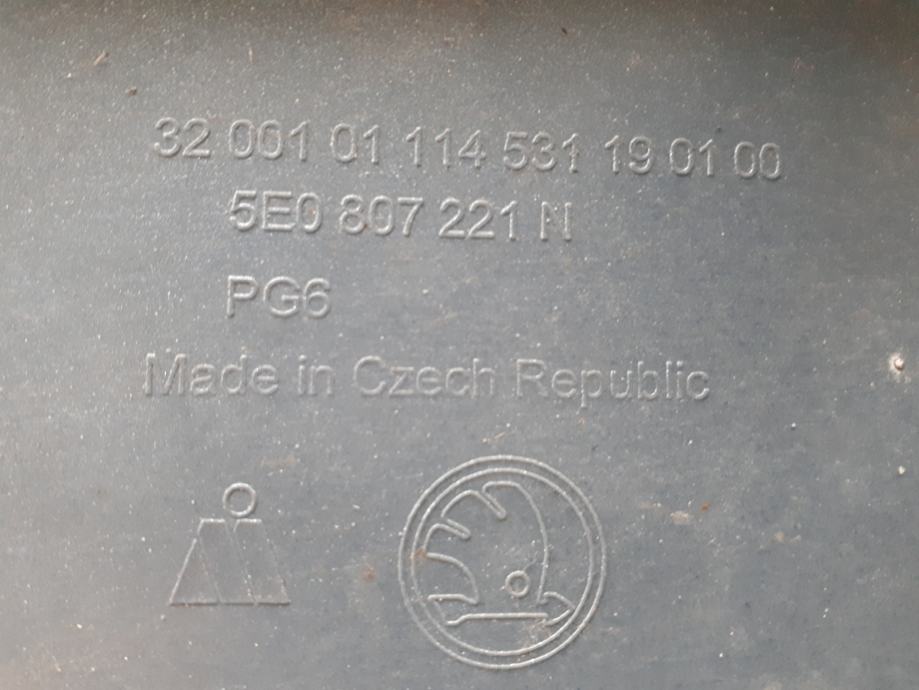 32 001 01 114 531 19 01 00
5E0 807 221 N
PG6
Made in Czech Republic